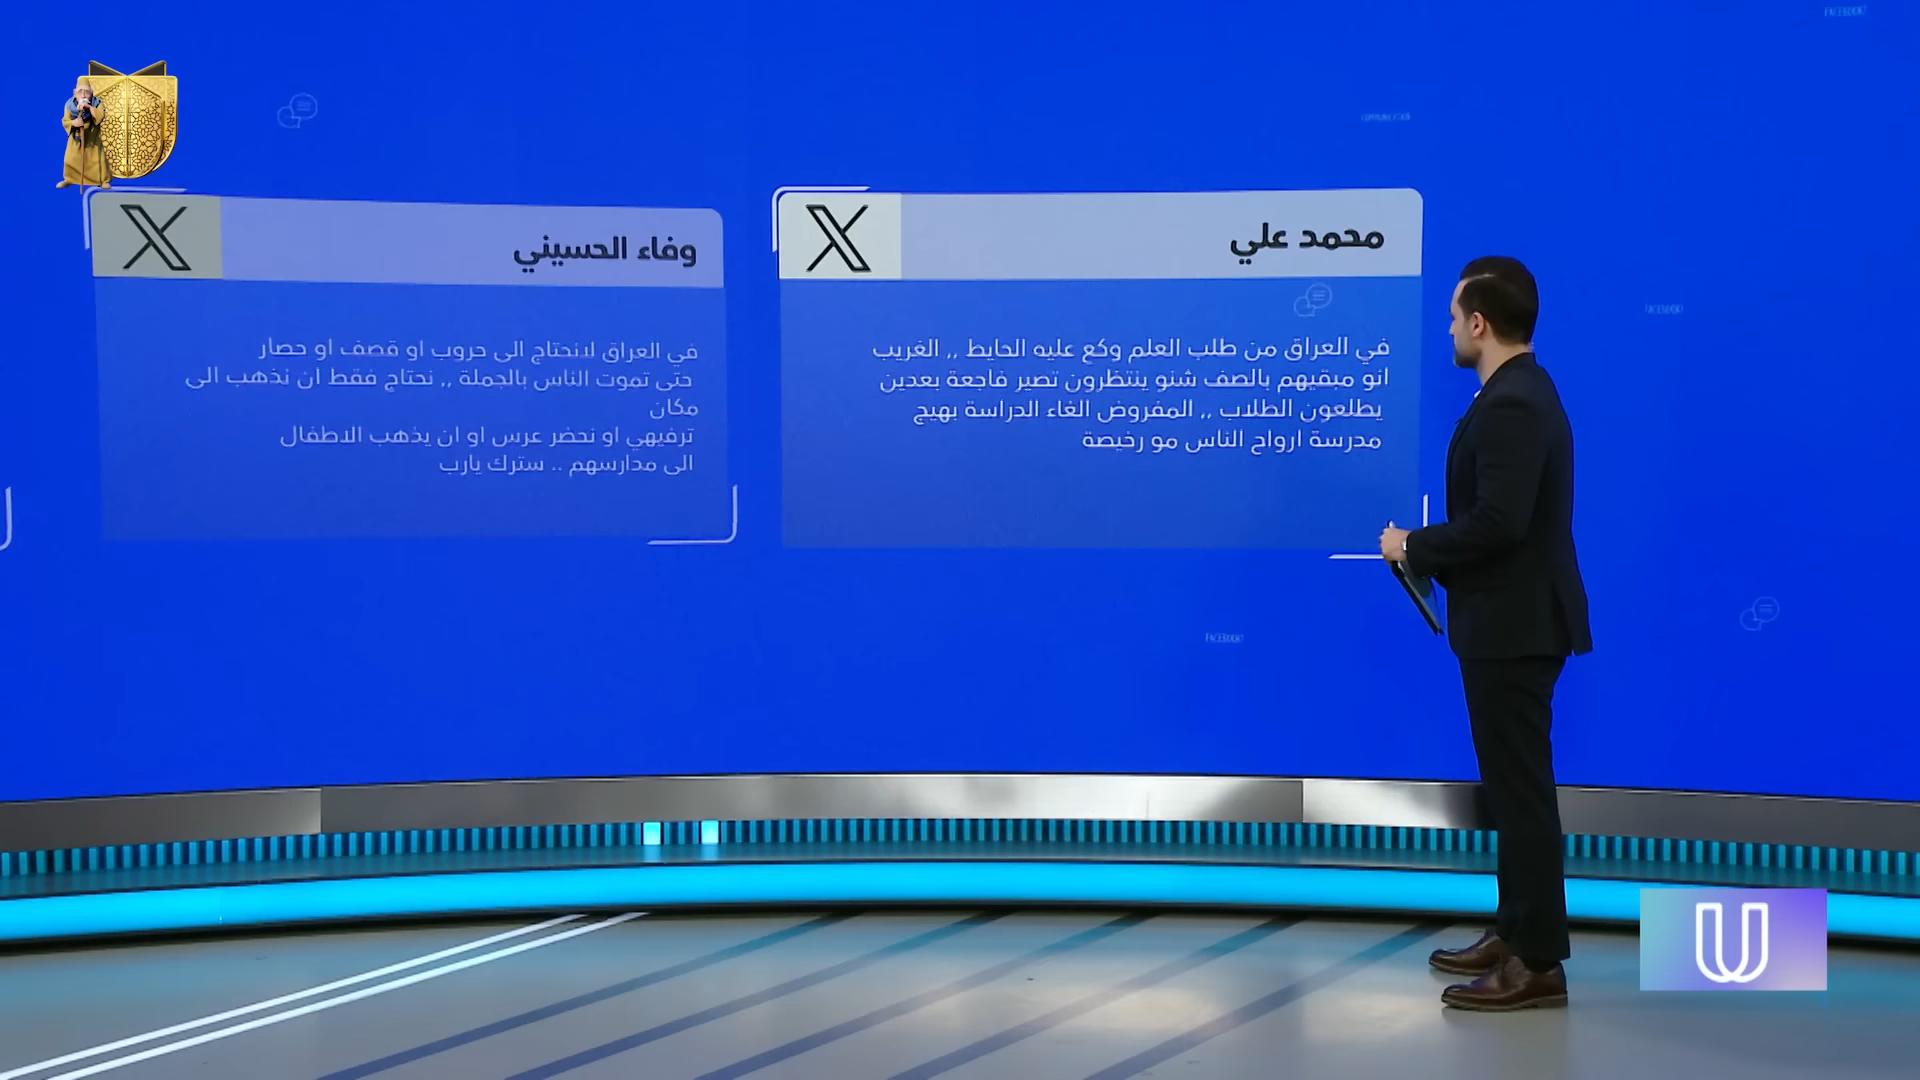 محمد علي
في العراق من طلب العلم وكع عليه الحايط ,, الغريب
انو مبقيهم بالصف شنو ينتظرون تصير فاجعة بعدين
يطلعون الطلاب ,, المفروض الغاء الدراسة بهيج
مدرسة ارواح الناس مو رخيصة
وفاء الحسيني
في العراق لانحتاج الى حروب او قصف او حصار
حتى تموت الناس بالجملة ,, نحتاج فقط ان نذهب الى
مكان
ترفيهي او نحضر عرس او ان يذهب الاطفال
الى مدارسهم .. سترك يارب
FACEBOOK
FACEBOOK
FACEBOOK
U